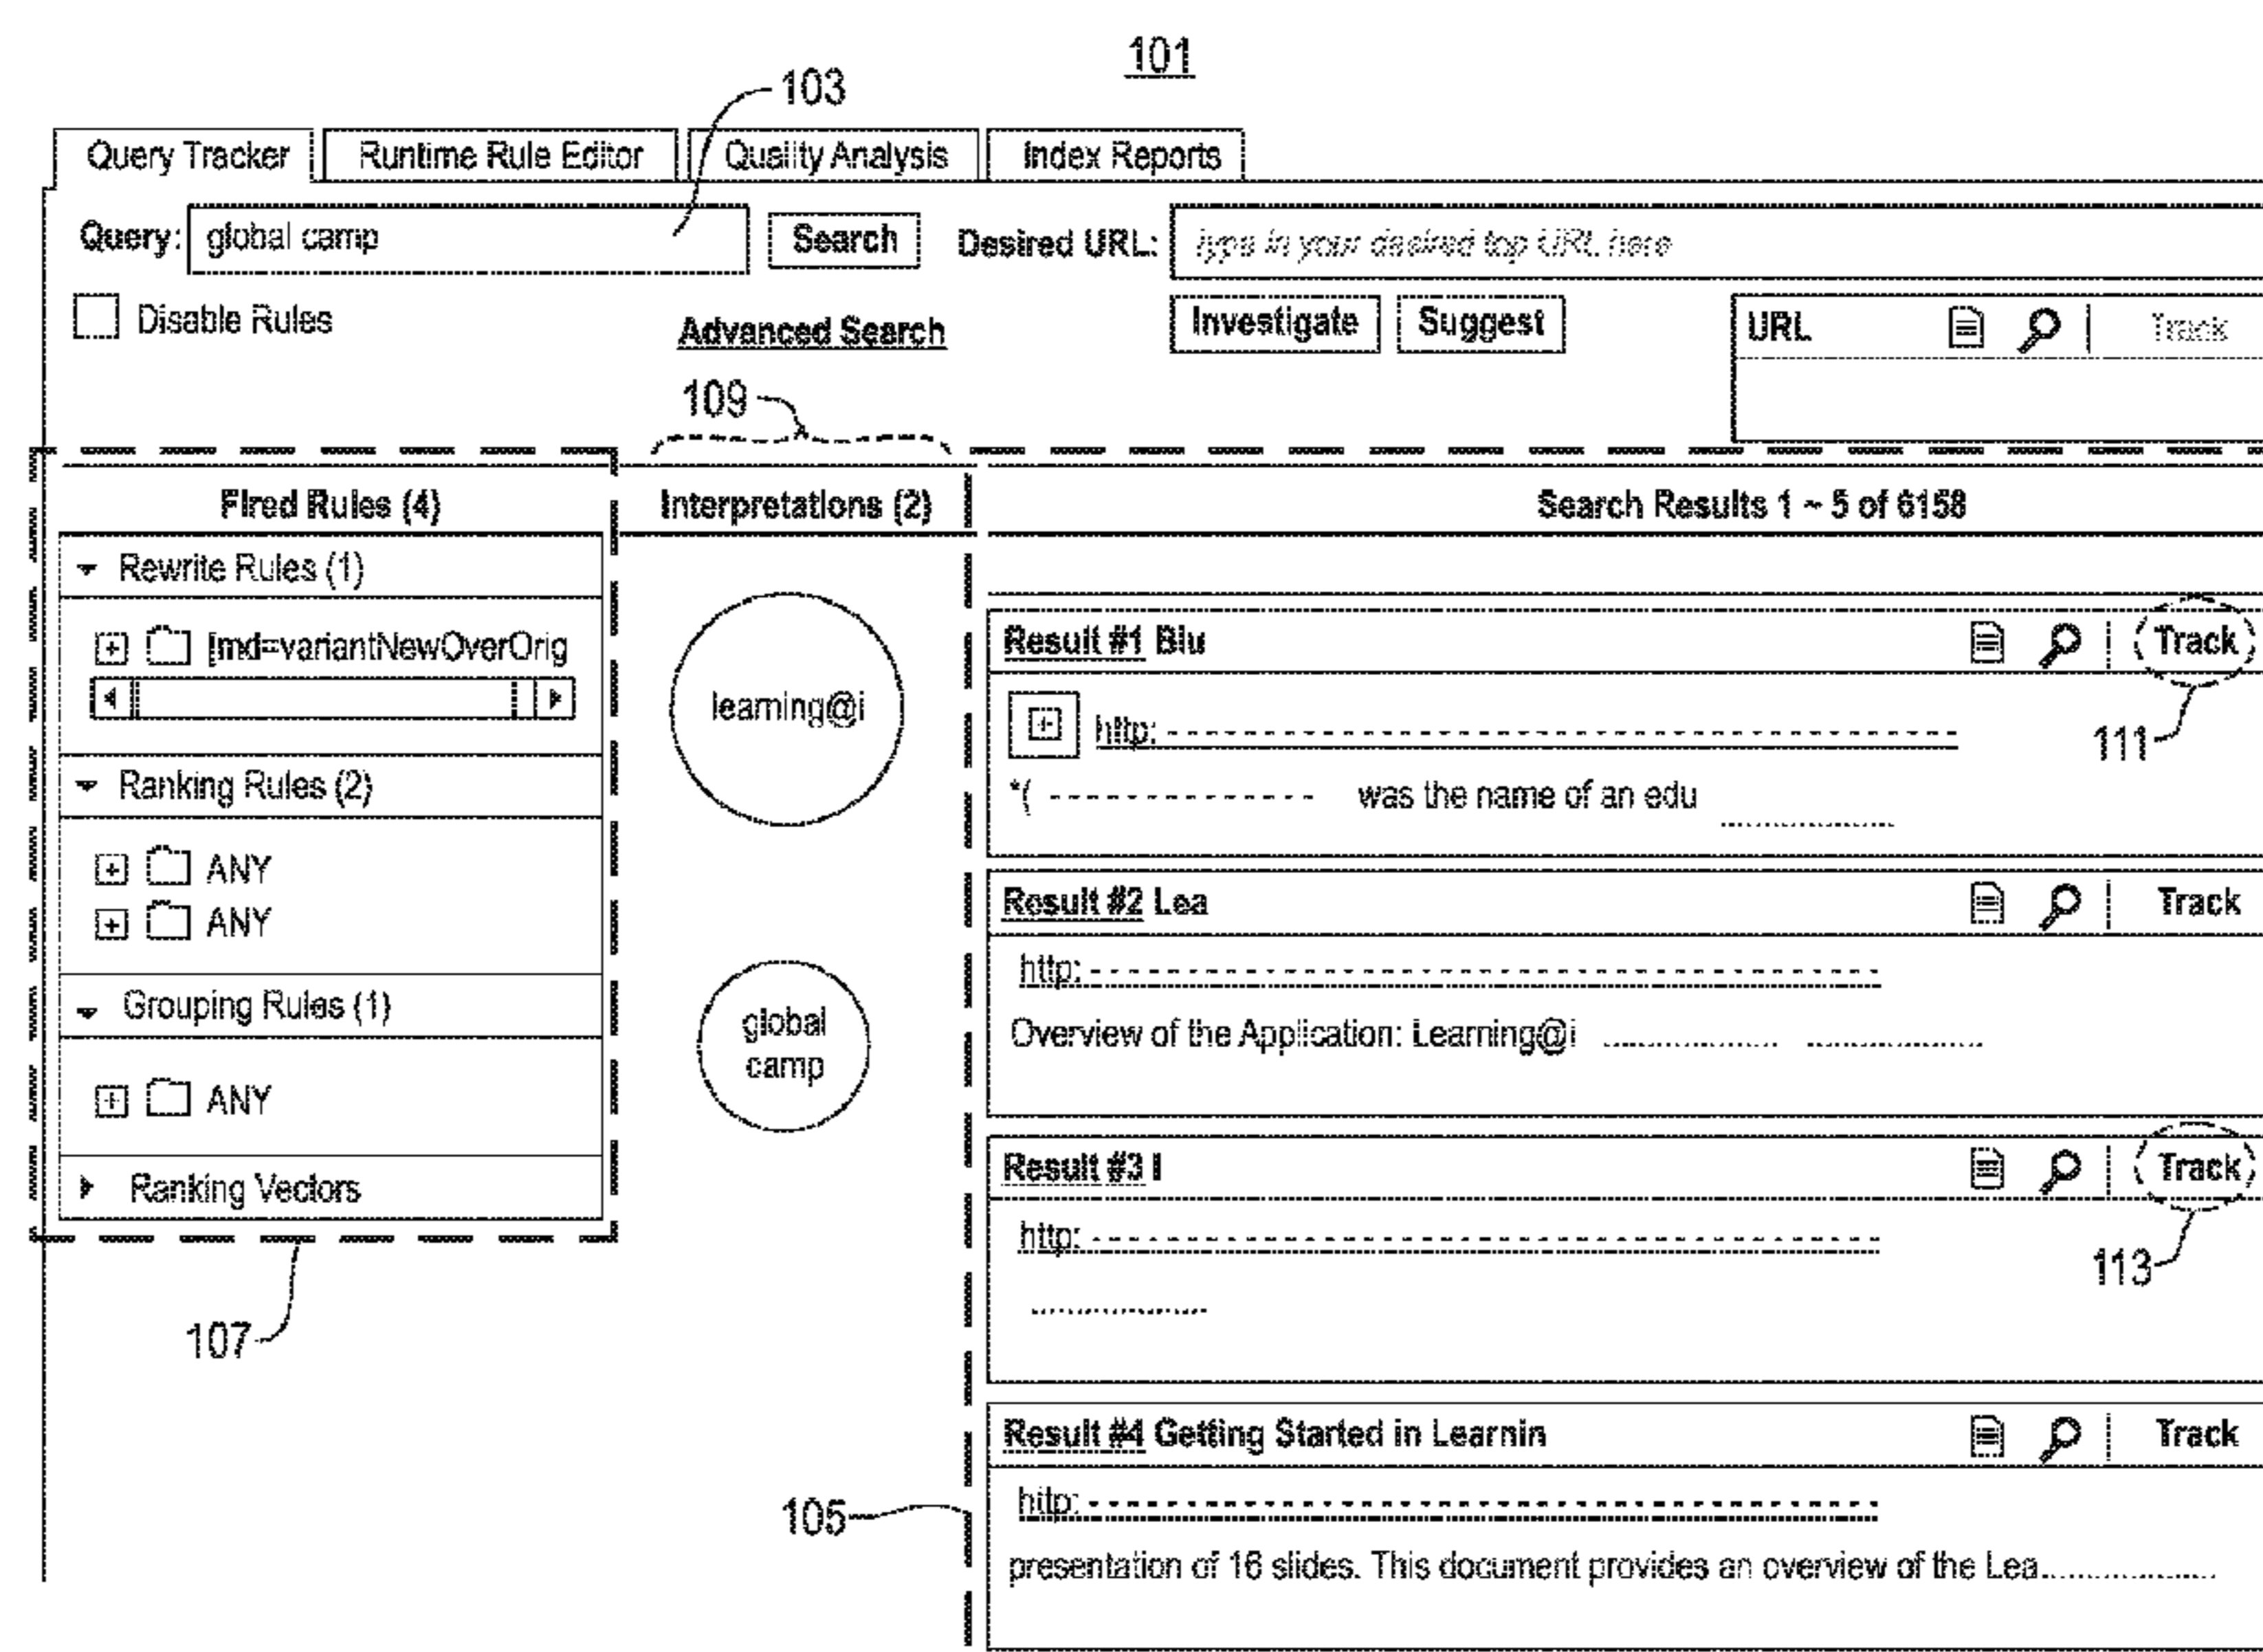 101
103
Query Tracker Runtime Rule Editor Quality Analysis Index Reports
Query: global camp Search Desired URL: type in your desired top URL here
Disable Rules Advanced Search Investigate Suggest URL Track
109
Fired Rules (4) Interpretations (2) Search Results 1 ~ 5 of 6158
Rewrite Rules (1)
[md=variantNewOverOrig
Ranking Rules (2)
ANY
ANY
Grouping Rules (1)
ANY
Ranking Vectors
107
learning@i
global
camp
Result #1 Blu Track
http:
111
*( was the name of an edu
Result #2 Lea Track
http:
Overview of the Application: Learning@i
Result #3 I Track
http:
113
Result #4 Getting Started in Learnin Track
http:
105
presentation of 16 slides. This document provides an overview of the Lea